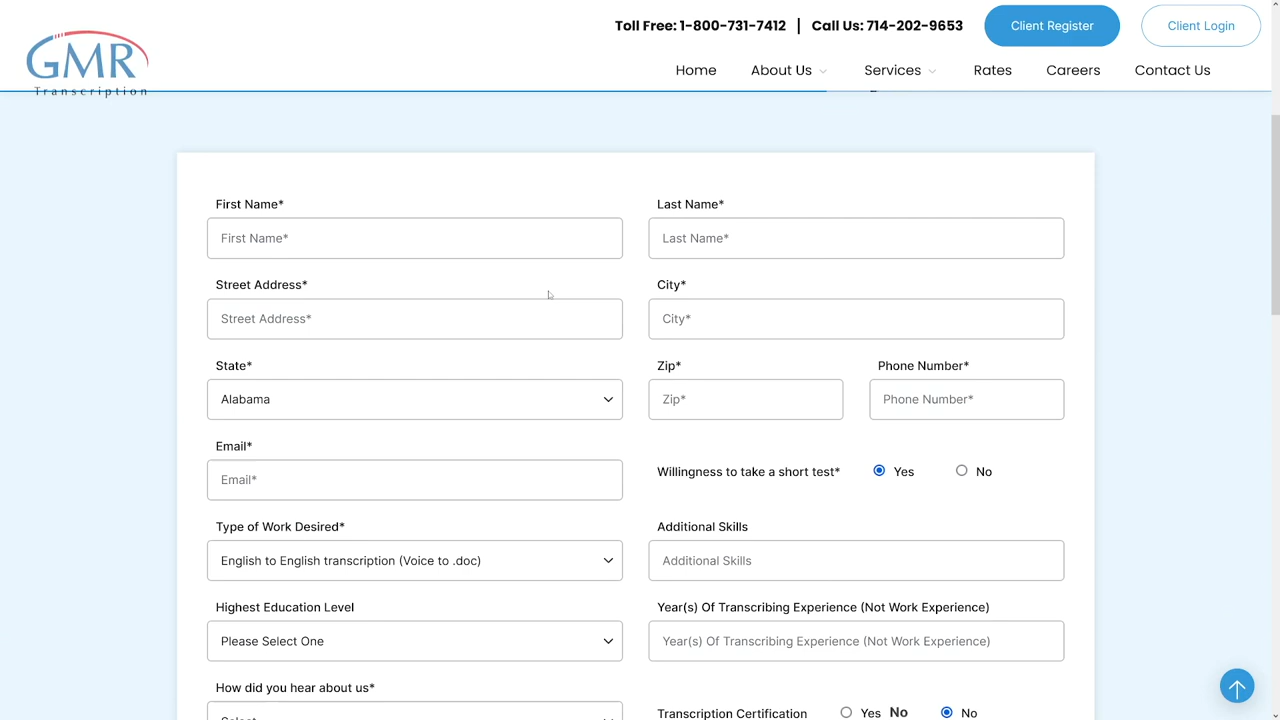 Toll Free: 1-800-731-7412 | Call Us: 714-202-9653
Client Register
Client Login
GMR
Transcription
Home
About Us
Services
Rates
Careers
Contact Us
First Name*
Last Name*
First Name*
Last Name*
Street Address*
City*
Street Address*
City*
State*
Zip*
Phone Number*
Alabama
Zip*
Phone Number*
Email*
Email*
Willingness to take a short test*
Yes
No
Type of Work Desired*
Additional Skills
English to English transcription (Voice to .doc)
Additional Skills
Highest Education Level
Year(s) Of Transcribing Experience (Not Work Experience)
Please Select One
Year(s) Of Transcribing Experience (Not Work Experience)
How did you hear about us*
Transcription Certification
Yes No
No